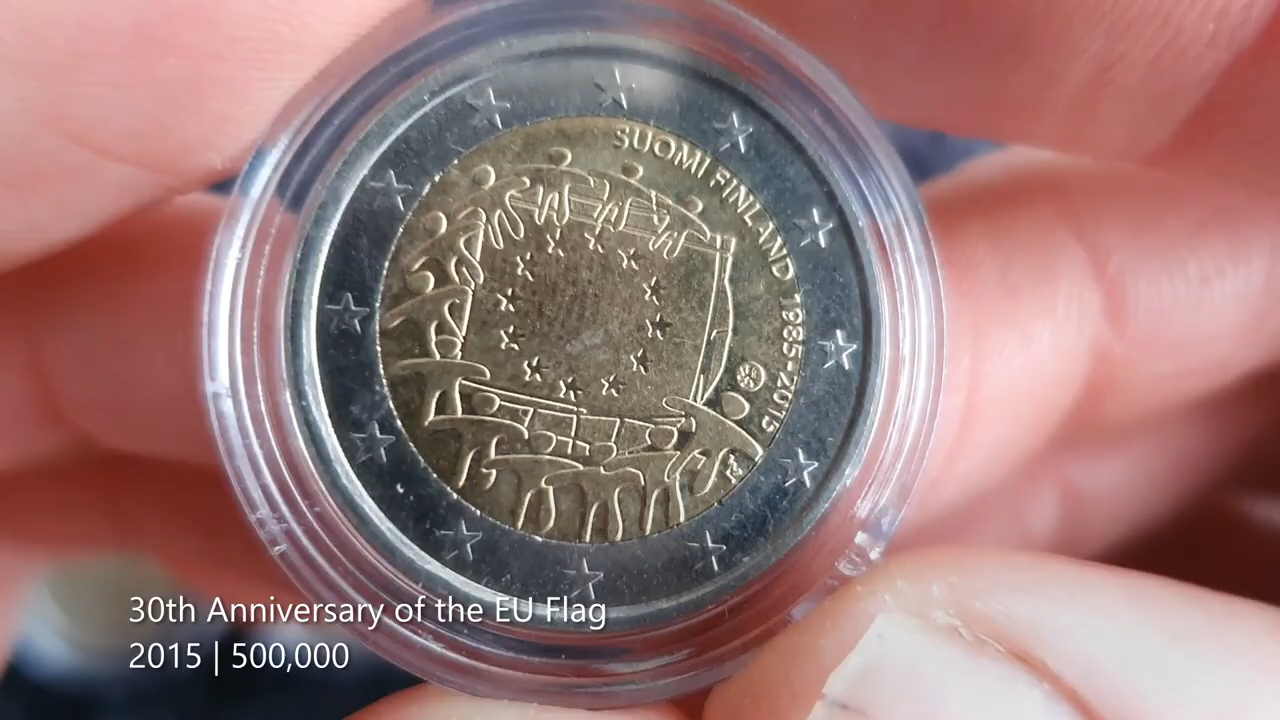 SUOMI FINLAND 1985-2015
30th Anniversary of the EU Flag
2015 | 500,000